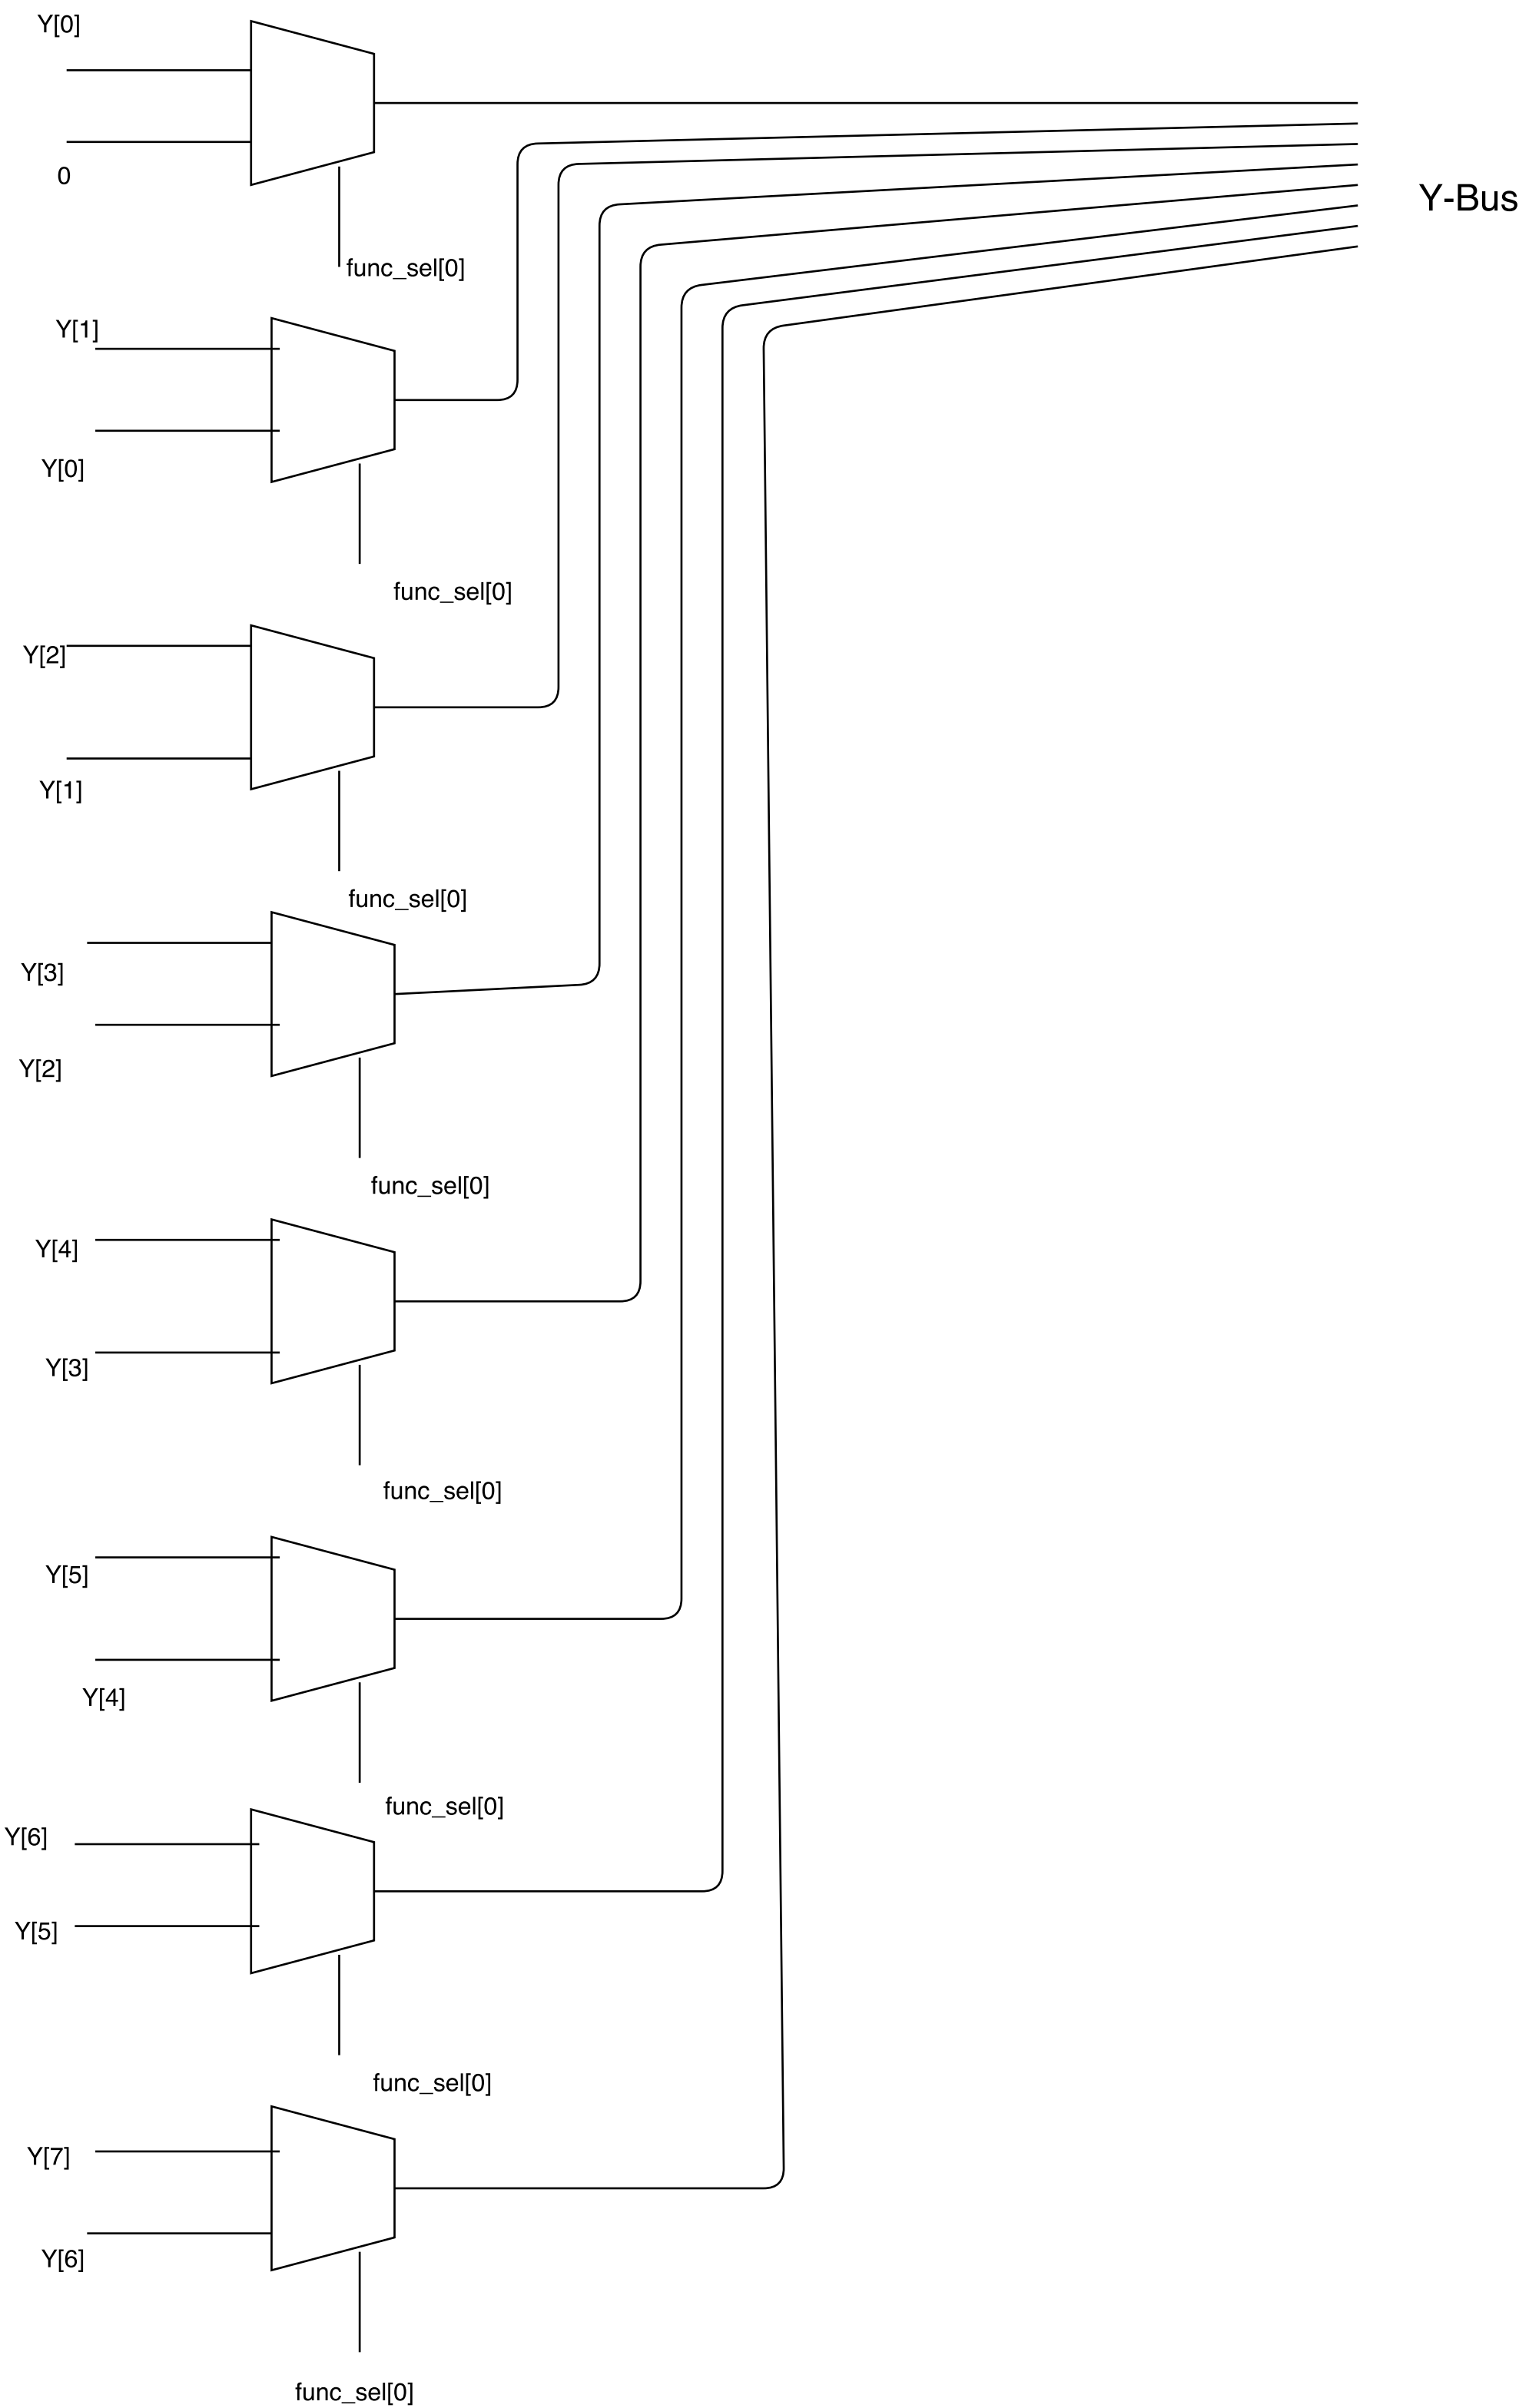 Y[0]
0
Y-Bus
func_sel[0]
Y[1]
Y[0]
func_sel[0]
Y[2]
Y[1]
func_sel[0]
Y[3]
Y[2]
func_sel[0]
Y[4]
Y[3]
func_sel[0]
Y[5]
Y[4]
func_sel[0]
Y[6]
Y[5]
func_sel[0]
Y[7]
Y[6]
func_sel[0]